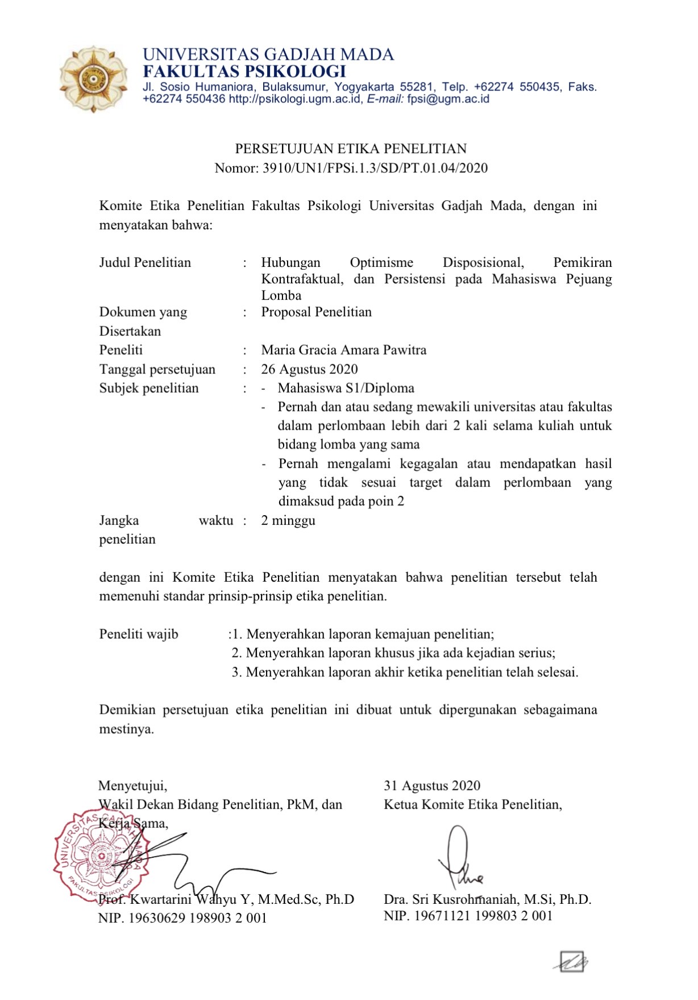 UNIVERSITAS GADJAH MADA
FAKULTAS PSIKOLOGI
Jl. Sosio Humaniora, Bulaksumur, Yogyakarta 55281, Telp. +62274 550435, Faks.
+62274 550436 http://psikologi.ugm.ac.id, E-mail: fpsi@ugm.ac.id
PERSETUJUAN ETIKA PENELITIAN
Nomor: 3910/UN1/FPSi.1.3/SD/PT.01.04/2020
Komite Etika Penelitian Fakultas Psikologi Universitas Gadjah Mada, dengan ini
menyatakan bahwa:
Judul Penelitian : Hubungan Optimisme Disposisional, Pemikiran
Kontrafaktual, dan Persistensi pada Mahasiswa Pejuang
Lomba
Dokumen yang : Proposal Penelitian
Disertakan
Peneliti : Maria Gracia Amara Pawitra
Tanggal persetujuan : 26 Agustus 2020
Subjek penelitian : - Mahasiswa S1/Diploma
- Pernah dan atau sedang mewakili universitas atau fakultas
dalam perlombaan lebih dari 2 kali selama kuliah untuk
bidang lomba yang sama
- Pernah mengalami kegagalan atau mendapatkan hasil
yang tidak sesuai target dalam perlombaan yang
dimaksud pada poin 2
Jangka waktu : 2 minggu
penelitian
dengan ini Komite Etika Penelitian menyatakan bahwa penelitian tersebut telah
memenuhi standar prinsip-prinsip etika penelitian.
Peneliti wajib :1. Menyerahkan laporan kemajuan penelitian;
2. Menyerahkan laporan khusus jika ada kejadian serius;
3. Menyerahkan laporan akhir ketika penelitian telah selesai.
Demikian persetujuan etika penelitian ini dibuat untuk dipergunakan sebagaimana
mestinya.
Menyetujui,
Wakil Dekan Bidang Penelitian, PkM, dan
Kerja Sama,
UNIVERSITAS GADJAH MADA
FAKULTAS PSIKOLOGI
Prof. Kwartarini Wahyu Y, M.Med.Sc, Ph.D
NIP. 19630629 198903 2 001
31 Agustus 2020
Ketua Komite Etika Penelitian,
Dra. Sri Kusrohmaniah, M.Si, Ph.D.
NIP. 19671121 199803 2 001